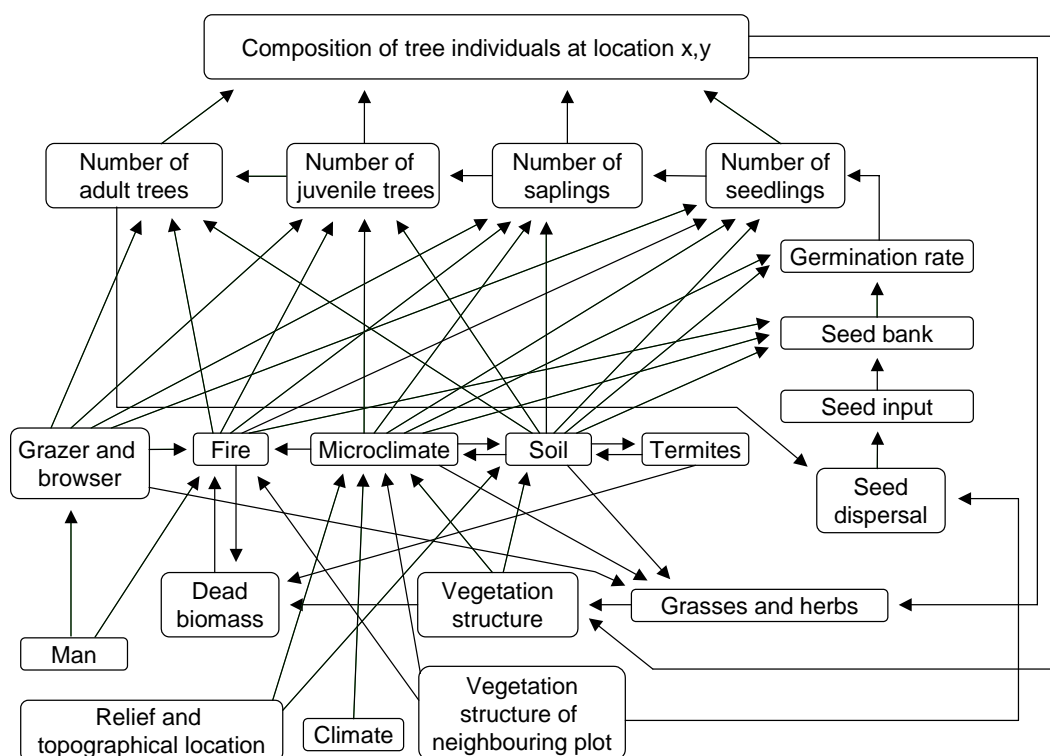 Composition of tree individuals at location x,y
Number of
adult trees
Number of
juvenile trees
Number of
saplings
Number of
seedlings
Germination rate
Seed bank
Seed input
Grazer and
browser
Fire
Microclimate
Soil
Termites
Seed
dispersal
Dead
biomass
Vegetation
structure
Grasses and herbs
Man
Relief and
topographical location
Climate
Vegetation
structure of
neighbouring plot